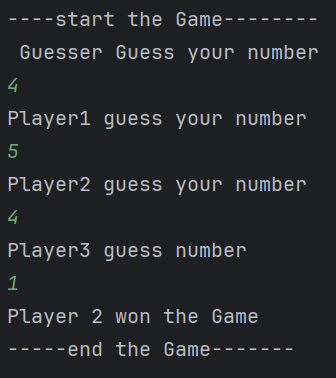 ----start the Game--------
 Guesser Guess your number
4
Player1 guess your number
5
Player2 guess your number
4
Player3 guess number
1
Player 2 won the Game
-----end the Game-------